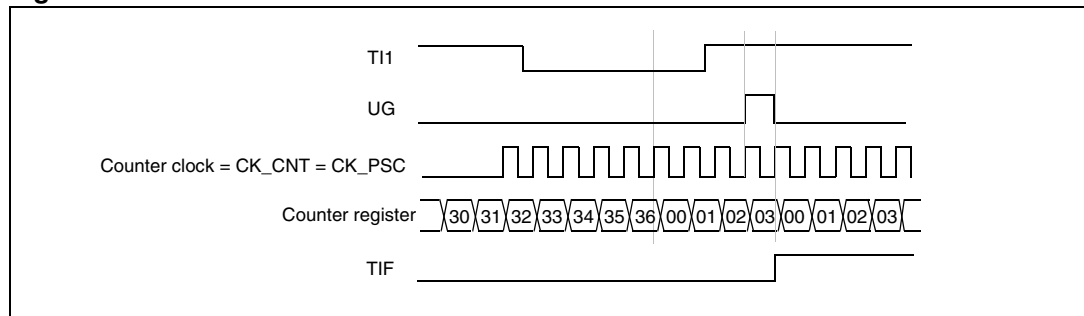 TI1
UG
Counter clock = CK_CNT = CK_PSC
Counter register 30 31 32 33 34 35 36 00 01 02 03 00 01 02 03
TIF